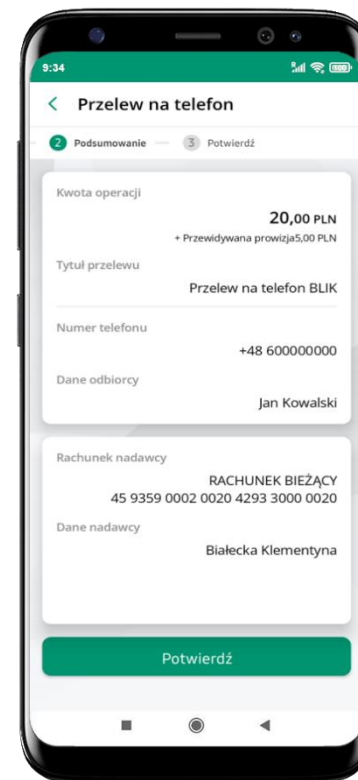 9:34
Przelew na telefon
2 Podsumowanie 3 Potwierdź
Kwota operacji
20,00 PLN
+ Przewidywana prowizja5,00 PLN
Tytuł przelewu
Przelew na telefon BLIK
Numer telefonu
+48 600000000
Dane odbiorcy
Jan Kowalski
Rachunek nadawcy
RACHUNEK BIEŻĄCY
45 9359 0002 0020 4293 3000 0020
Dane nadawcy
Białecka Klementyna
Potwierdź